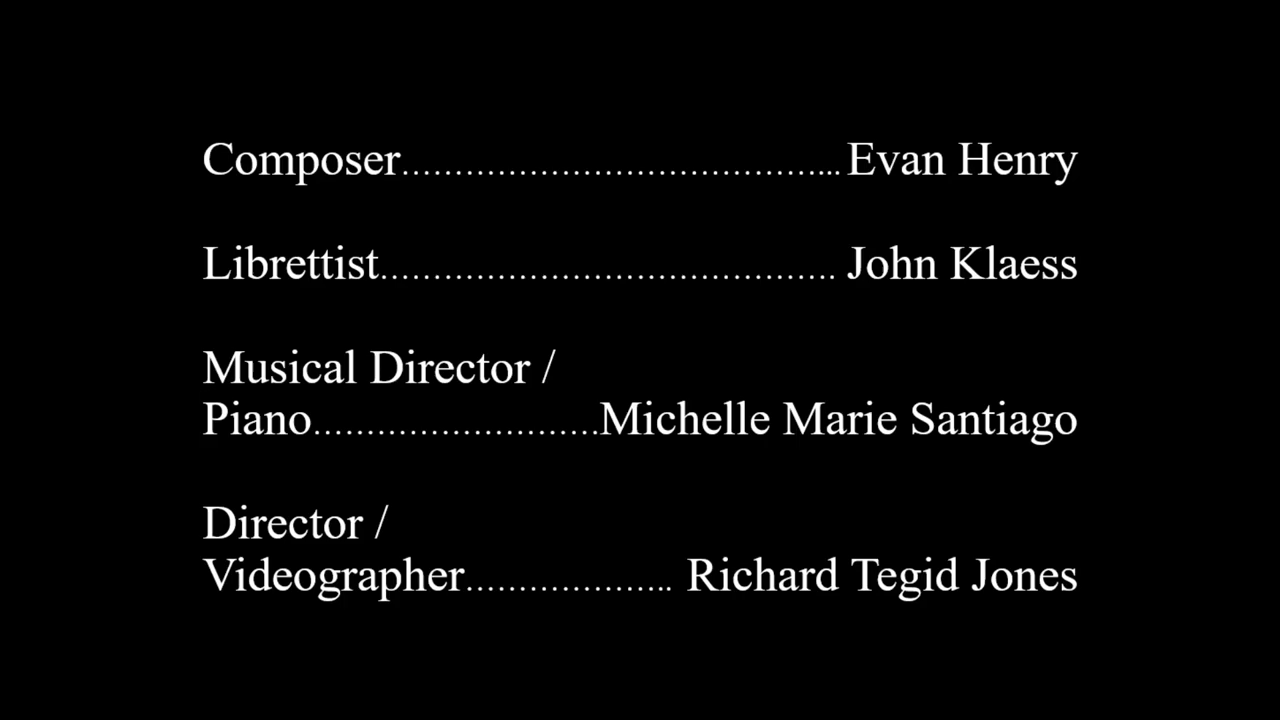 Composer........................................ Evan Henry
Librettist........................................... John Klaess
Musical Director /
Piano...........................Michelle Marie Santiago
Director /
Videographer................... Richard Tegid Jones